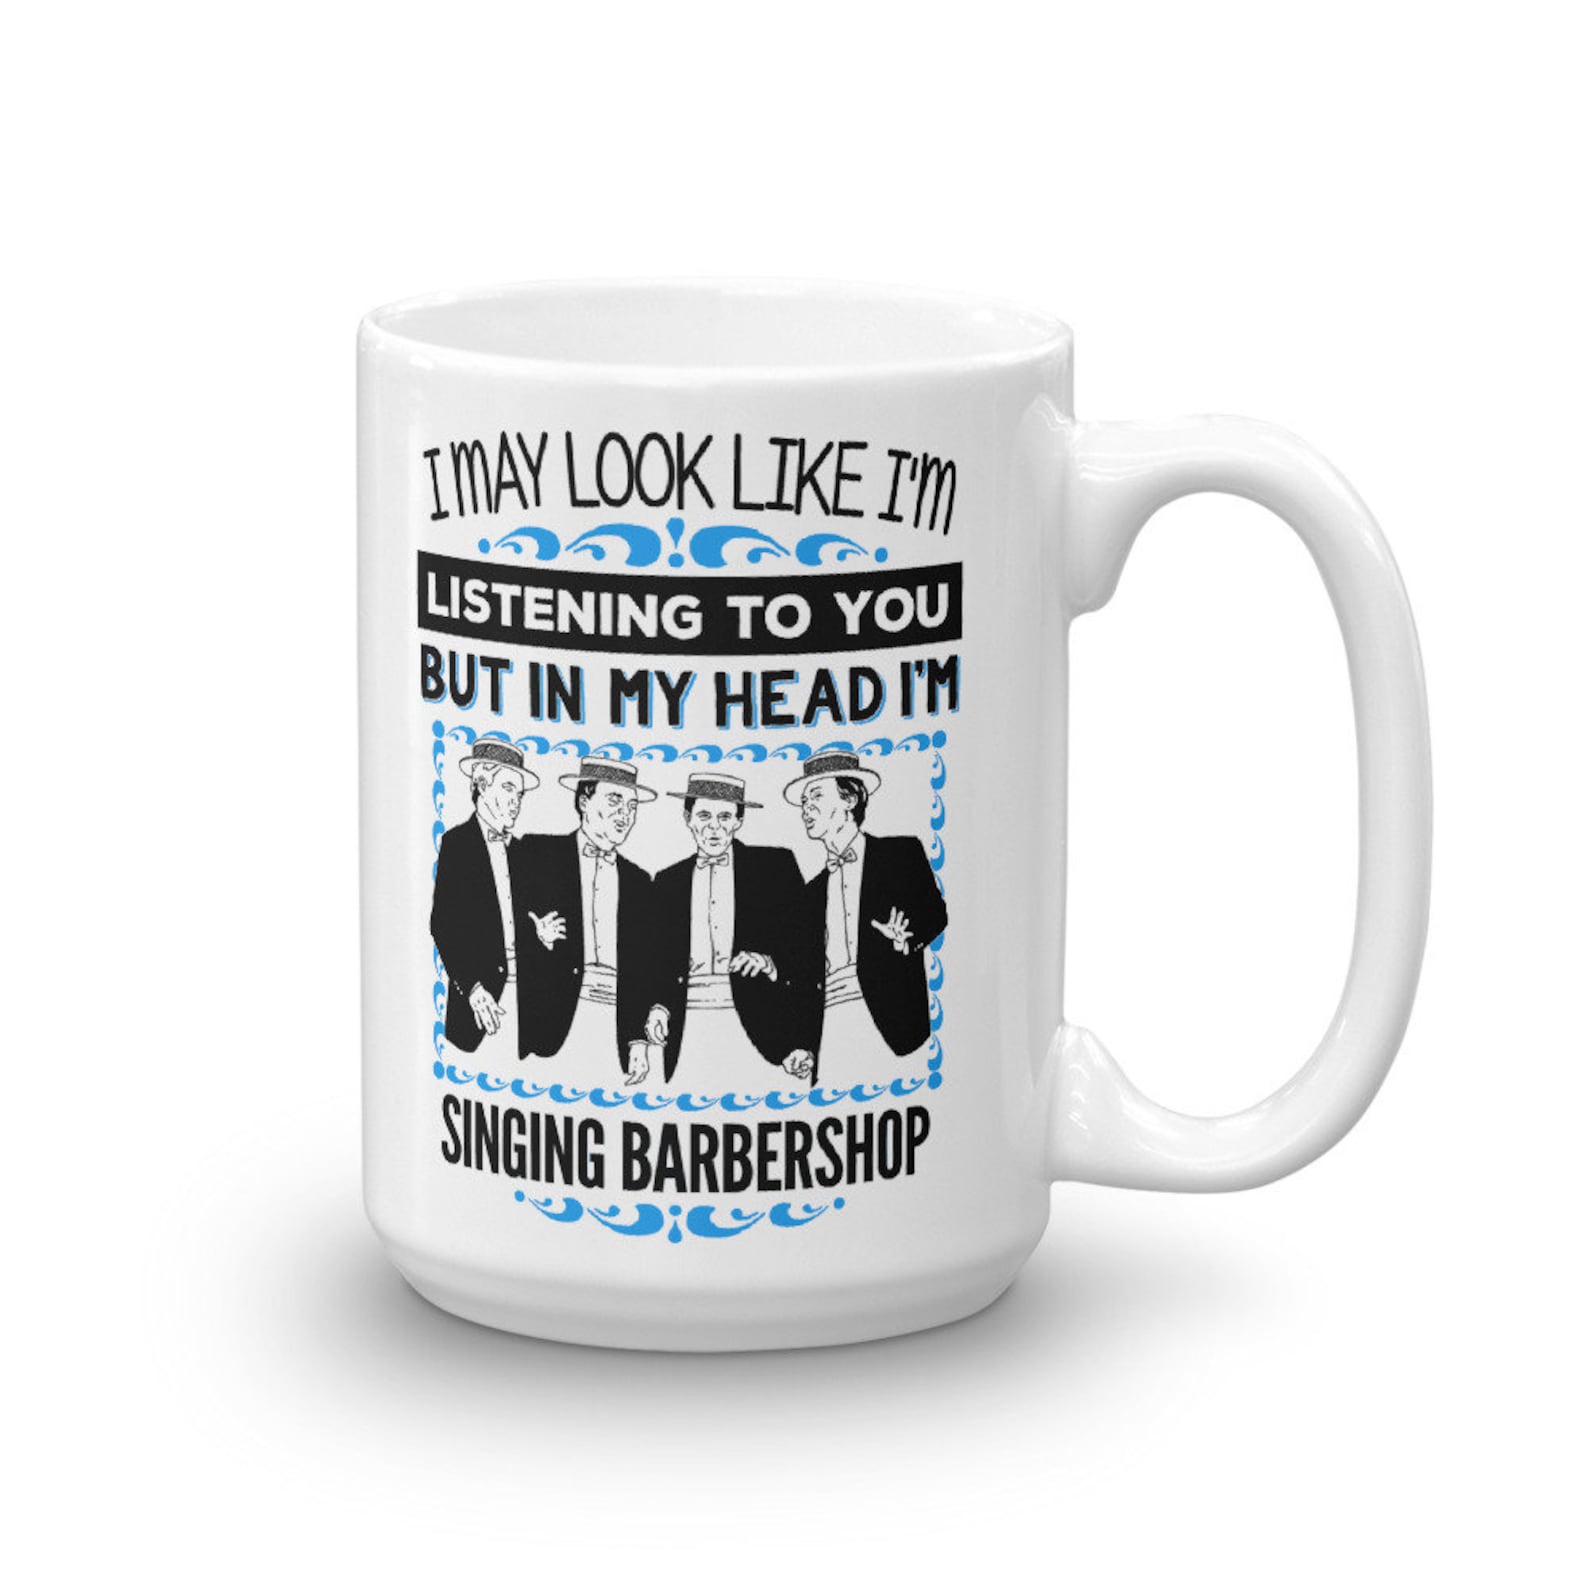 I MAY LOOK LIKE I'M
LISTENING TO YOU
BUT IN MY HEAD I'M
SINGING BARBERSHOP